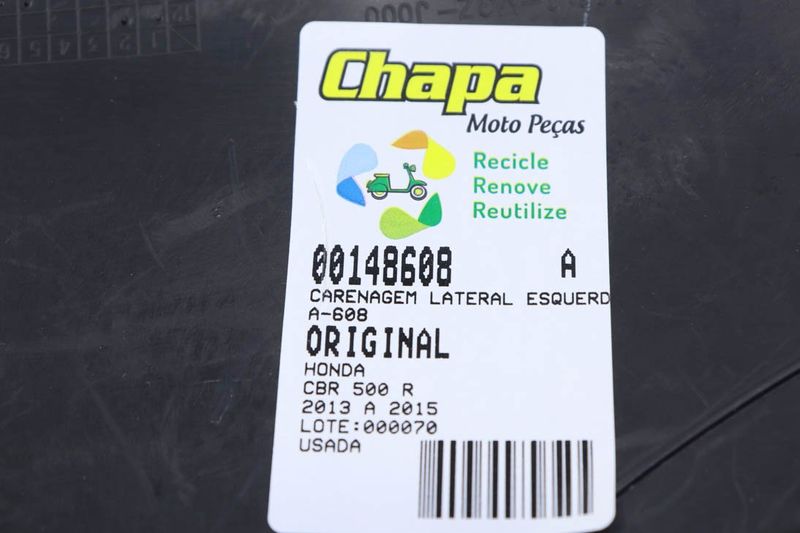 Chapa
Moto Peças
Recicle
Renove
Reutilize
00148608 A
CARENAGEM LATERAL ESQUERD
A-608
ORIGINAL
HONDA
CBR 500 R
2013 A 2015
LOTE:000070
USADA